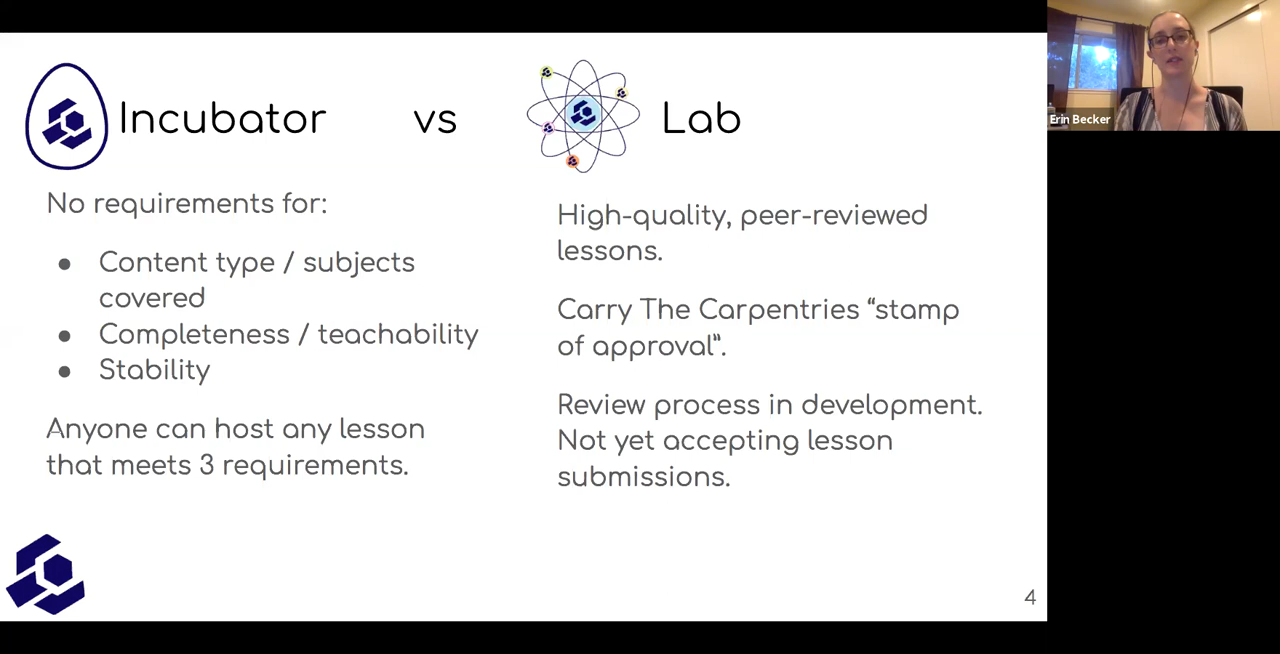 Incubator vs Lab
No requirements for:
● Content type / subjects
covered
● Completeness / teachability
● Stability
Anyone can host any lesson
that meets 3 requirements.
High-quality, peer-reviewed
lessons.
Carry The Carpentries “stamp
of approval”.
Review process in development.
Not yet accepting lesson
submissions.
4
Erin Becker